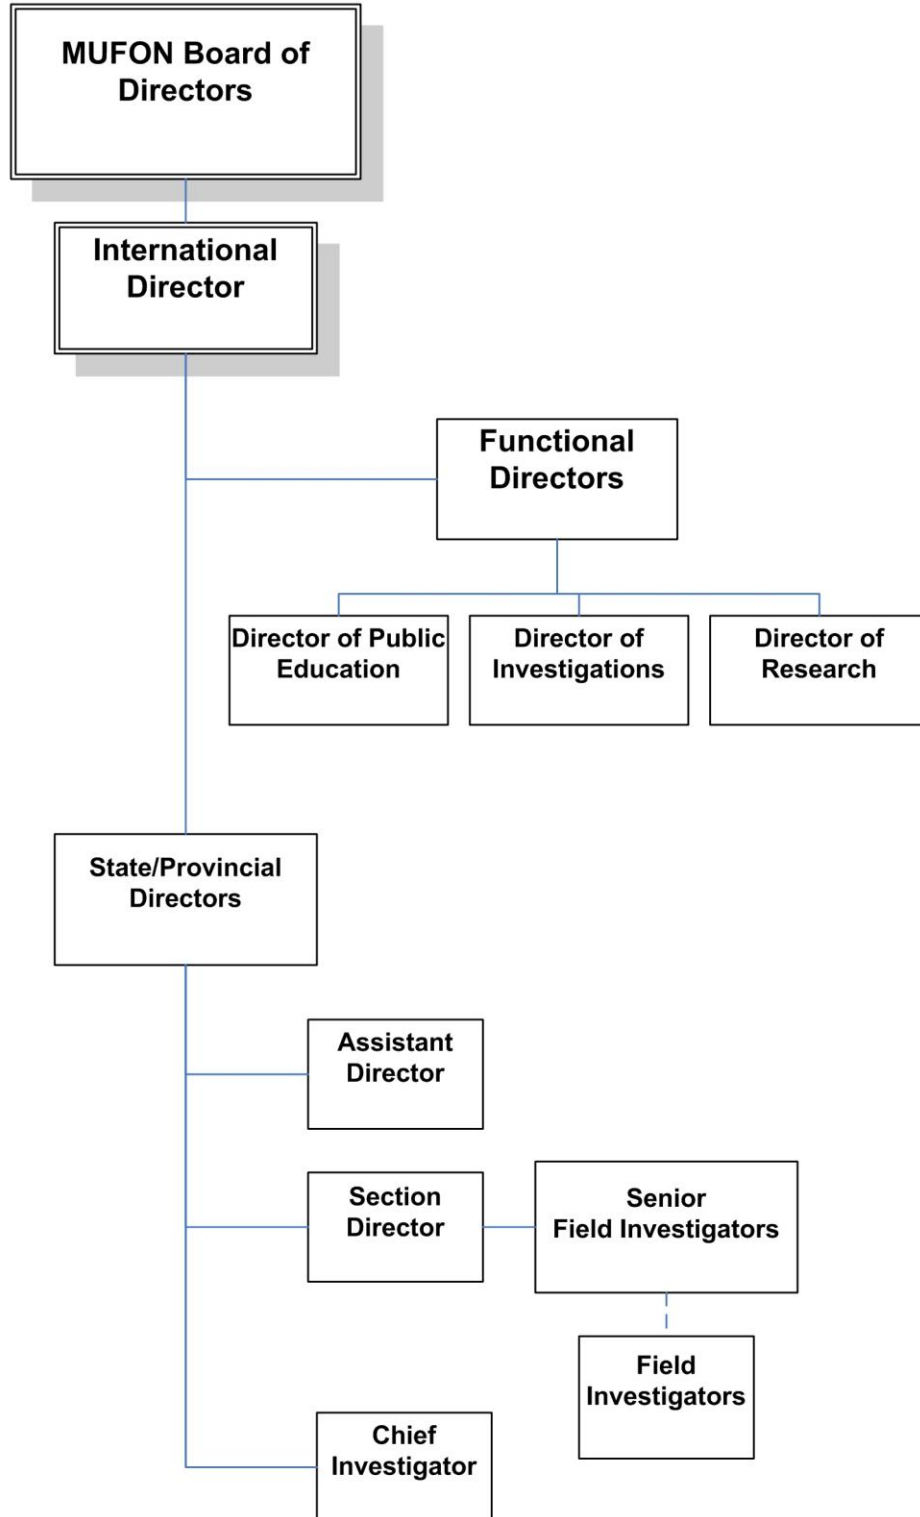 MUFON Board of
Directors
International
Director
Functional
Directors
Director of Public
Education
Director of
Investigations
Director of
Research
State/Provincial
Directors
Assistant
Director
Section
Director
Senior
Field Investigators
Field
Investigators
Chief
Investigator